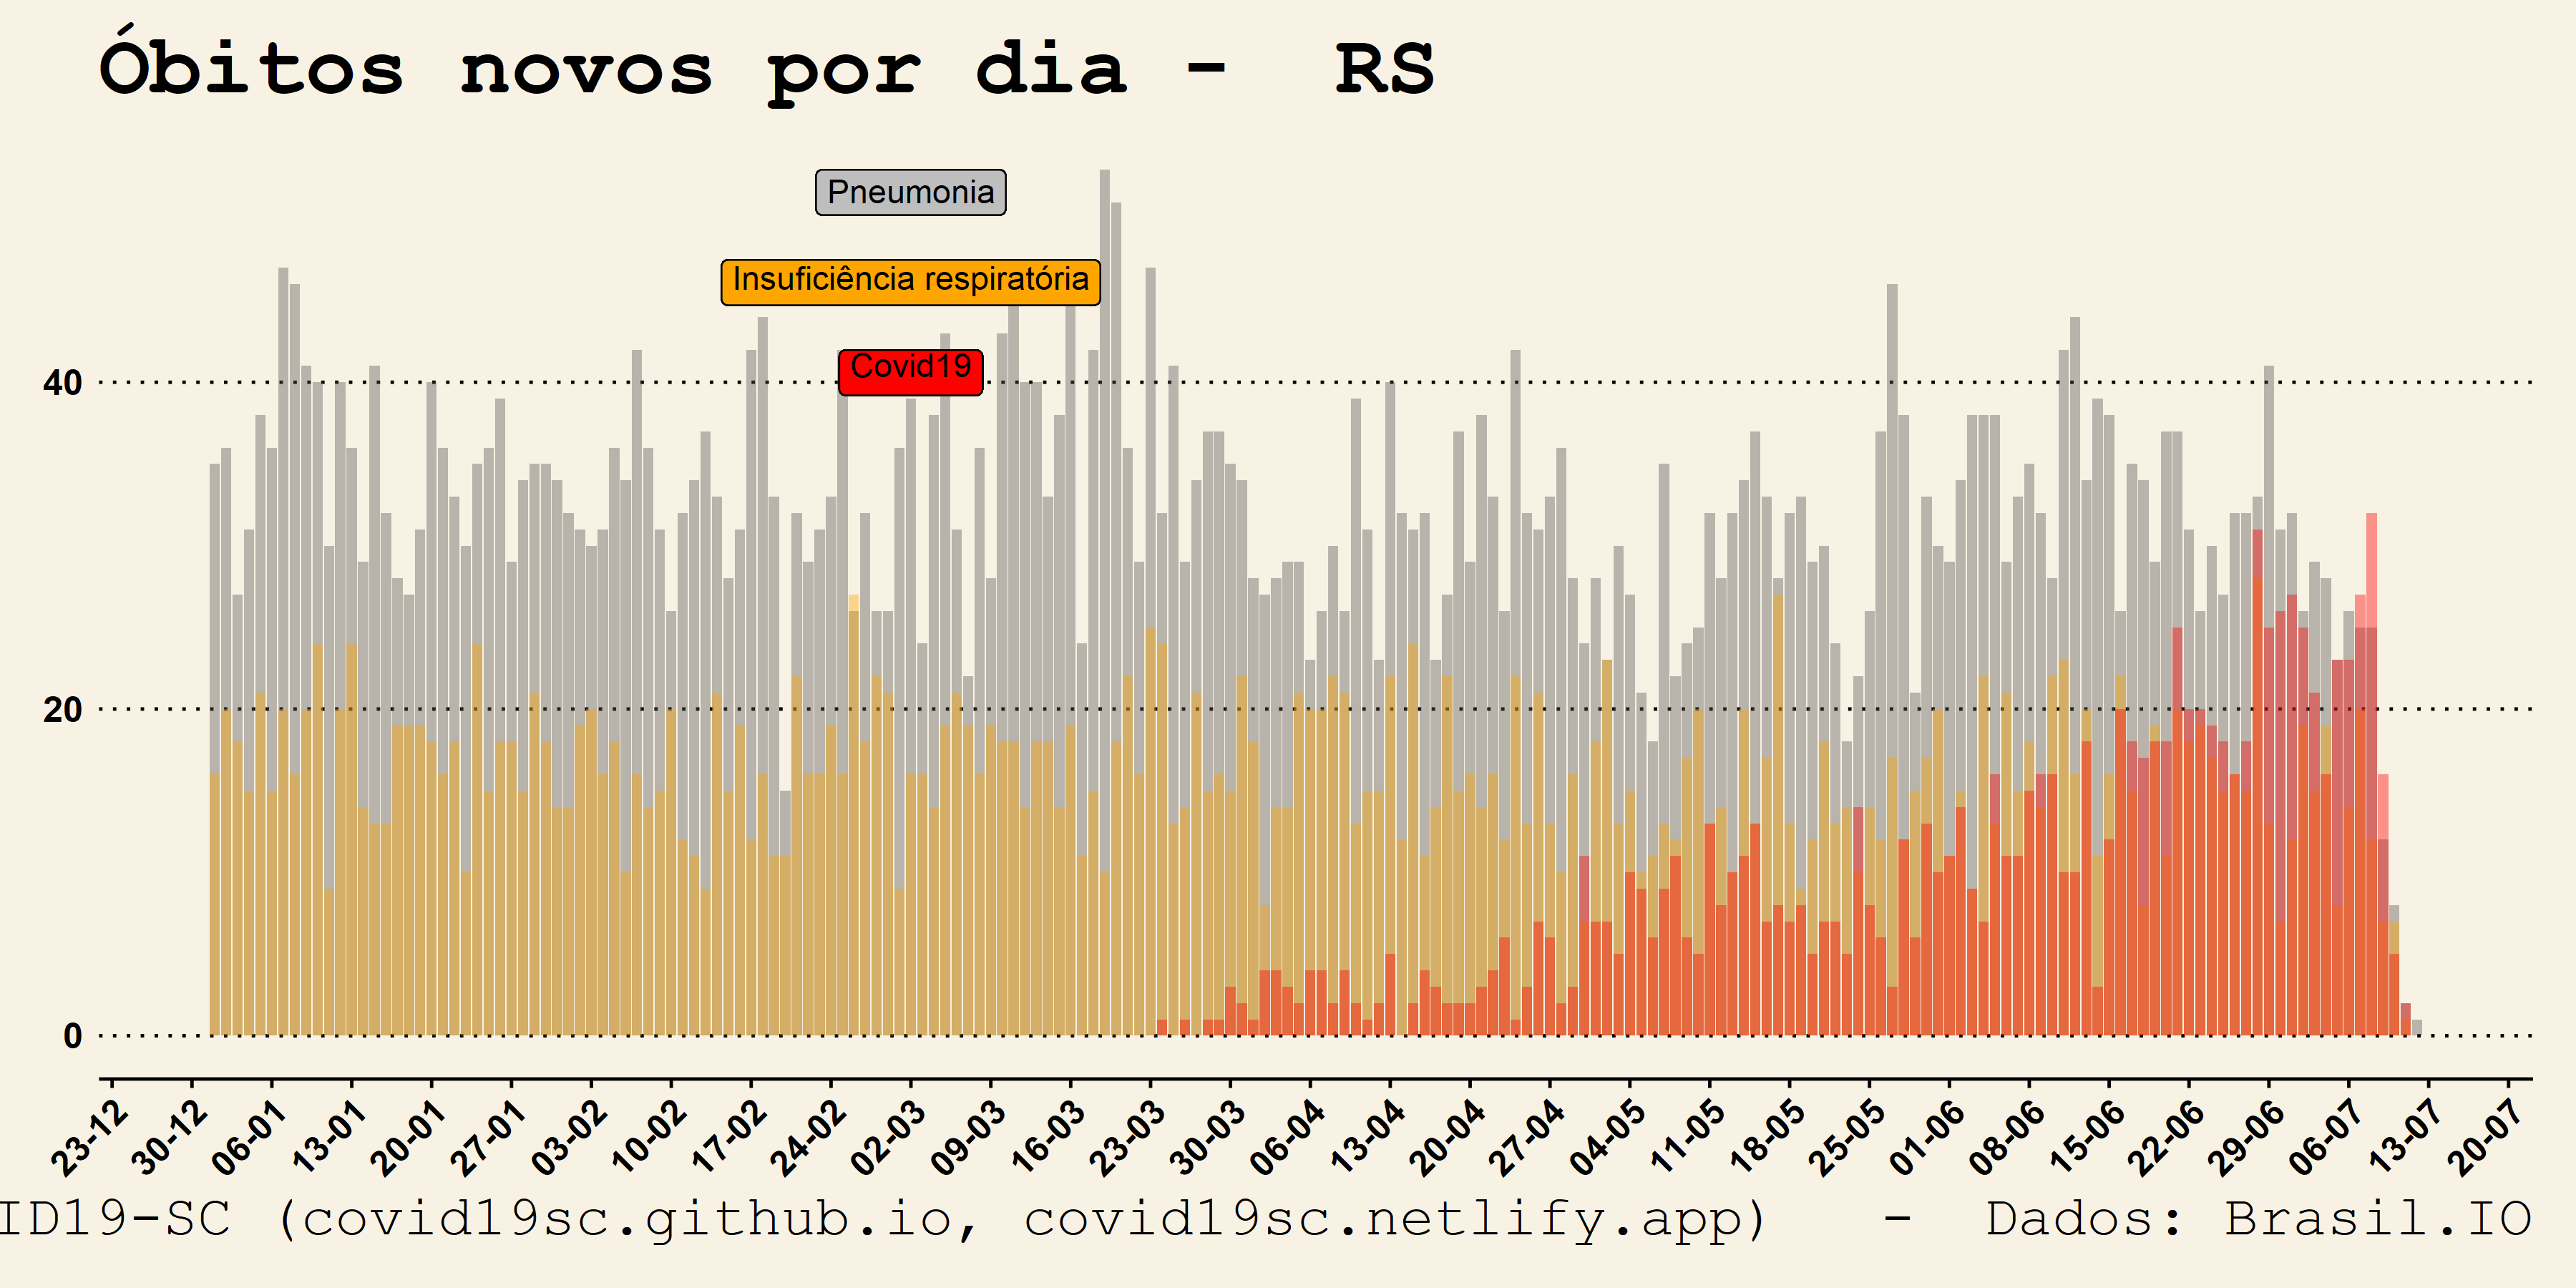 Óbitos novos por dia - RS
Pneumonia
Insuficiência respiratória
Covid19
40
20
0
23-12 30-12 06-01 13-01 20-01 27-01 03-02 10-02 17-02 24-02 02-03 09-03 16-03 23-03 30-03 06-04 13-04 20-04 27-04 04-05 11-05 18-05 25-05 01-06 08-06 15-06 22-06 29-06 06-07 13-07 20-07
ID19-SC (covid19sc.github.io, covid19sc.netlify.app) - Dados: Brasil.IO